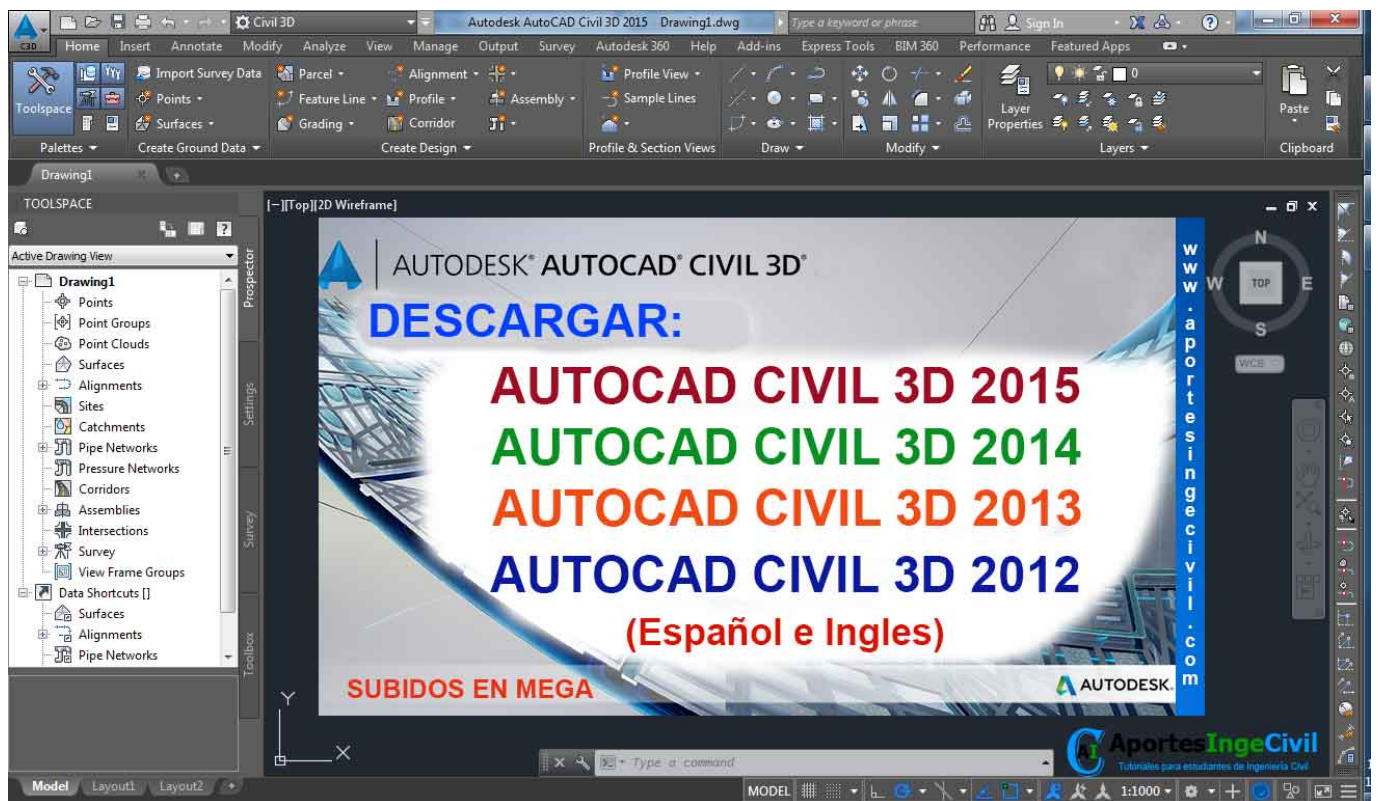 Civil 3D
Autodesk AutoCAD Civil 3D 2015 Drawing1.dwg
Type a keyword or phrase
Sign In
C3D
Home Insert Annotate Modify Analyze View Manage Output Survey Autodesk 360 Help Add-ins Express Tools BIM 360 Performance Featured Apps
Toolspace
Import Survey Data
Points
Surfaces
Parcel
Feature Line
Grading
Alignment
Profile
Corridor
Assembly
Profile View
Sample Lines
Layer
Properties
0
Paste
Palettes
Create Ground Data
Create Design
Profile & Section Views
Draw
Modify
Layers
Clipboard
Drawing1
TOOLSPACE
Active Drawing View
Drawing1
Points
Point Groups
Point Clouds
Surfaces
Alignments
Sites
Catchments
Pipe Networks
Pressure Networks
Corridors
Assemblies
Intersections
Survey
View Frame Groups
Data Shortcuts []
Surfaces
Alignments
Pipe Networks
Prospector
Settings
Survey
Toolbox
[−][Top][2D Wireframe]
AUTODESK® AUTOCAD® CIVIL 3D®
DESCARGAR:
AUTOCAD CIVIL 3D 2015
AUTOCAD CIVIL 3D 2014
AUTOCAD CIVIL 3D 2013
AUTOCAD CIVIL 3D 2012
(Español e Ingles)
SUBIDOS EN MEGA
AUTODESK.
www.aportesingecivil.com
N
W
TOP
E
S
WCS
Y
X
Type a command
AI
AportesIngeCivil
Tutoriales para estudiantes de Ingeniería Civil
Model Layout1 Layout2
MODEL
1:1000